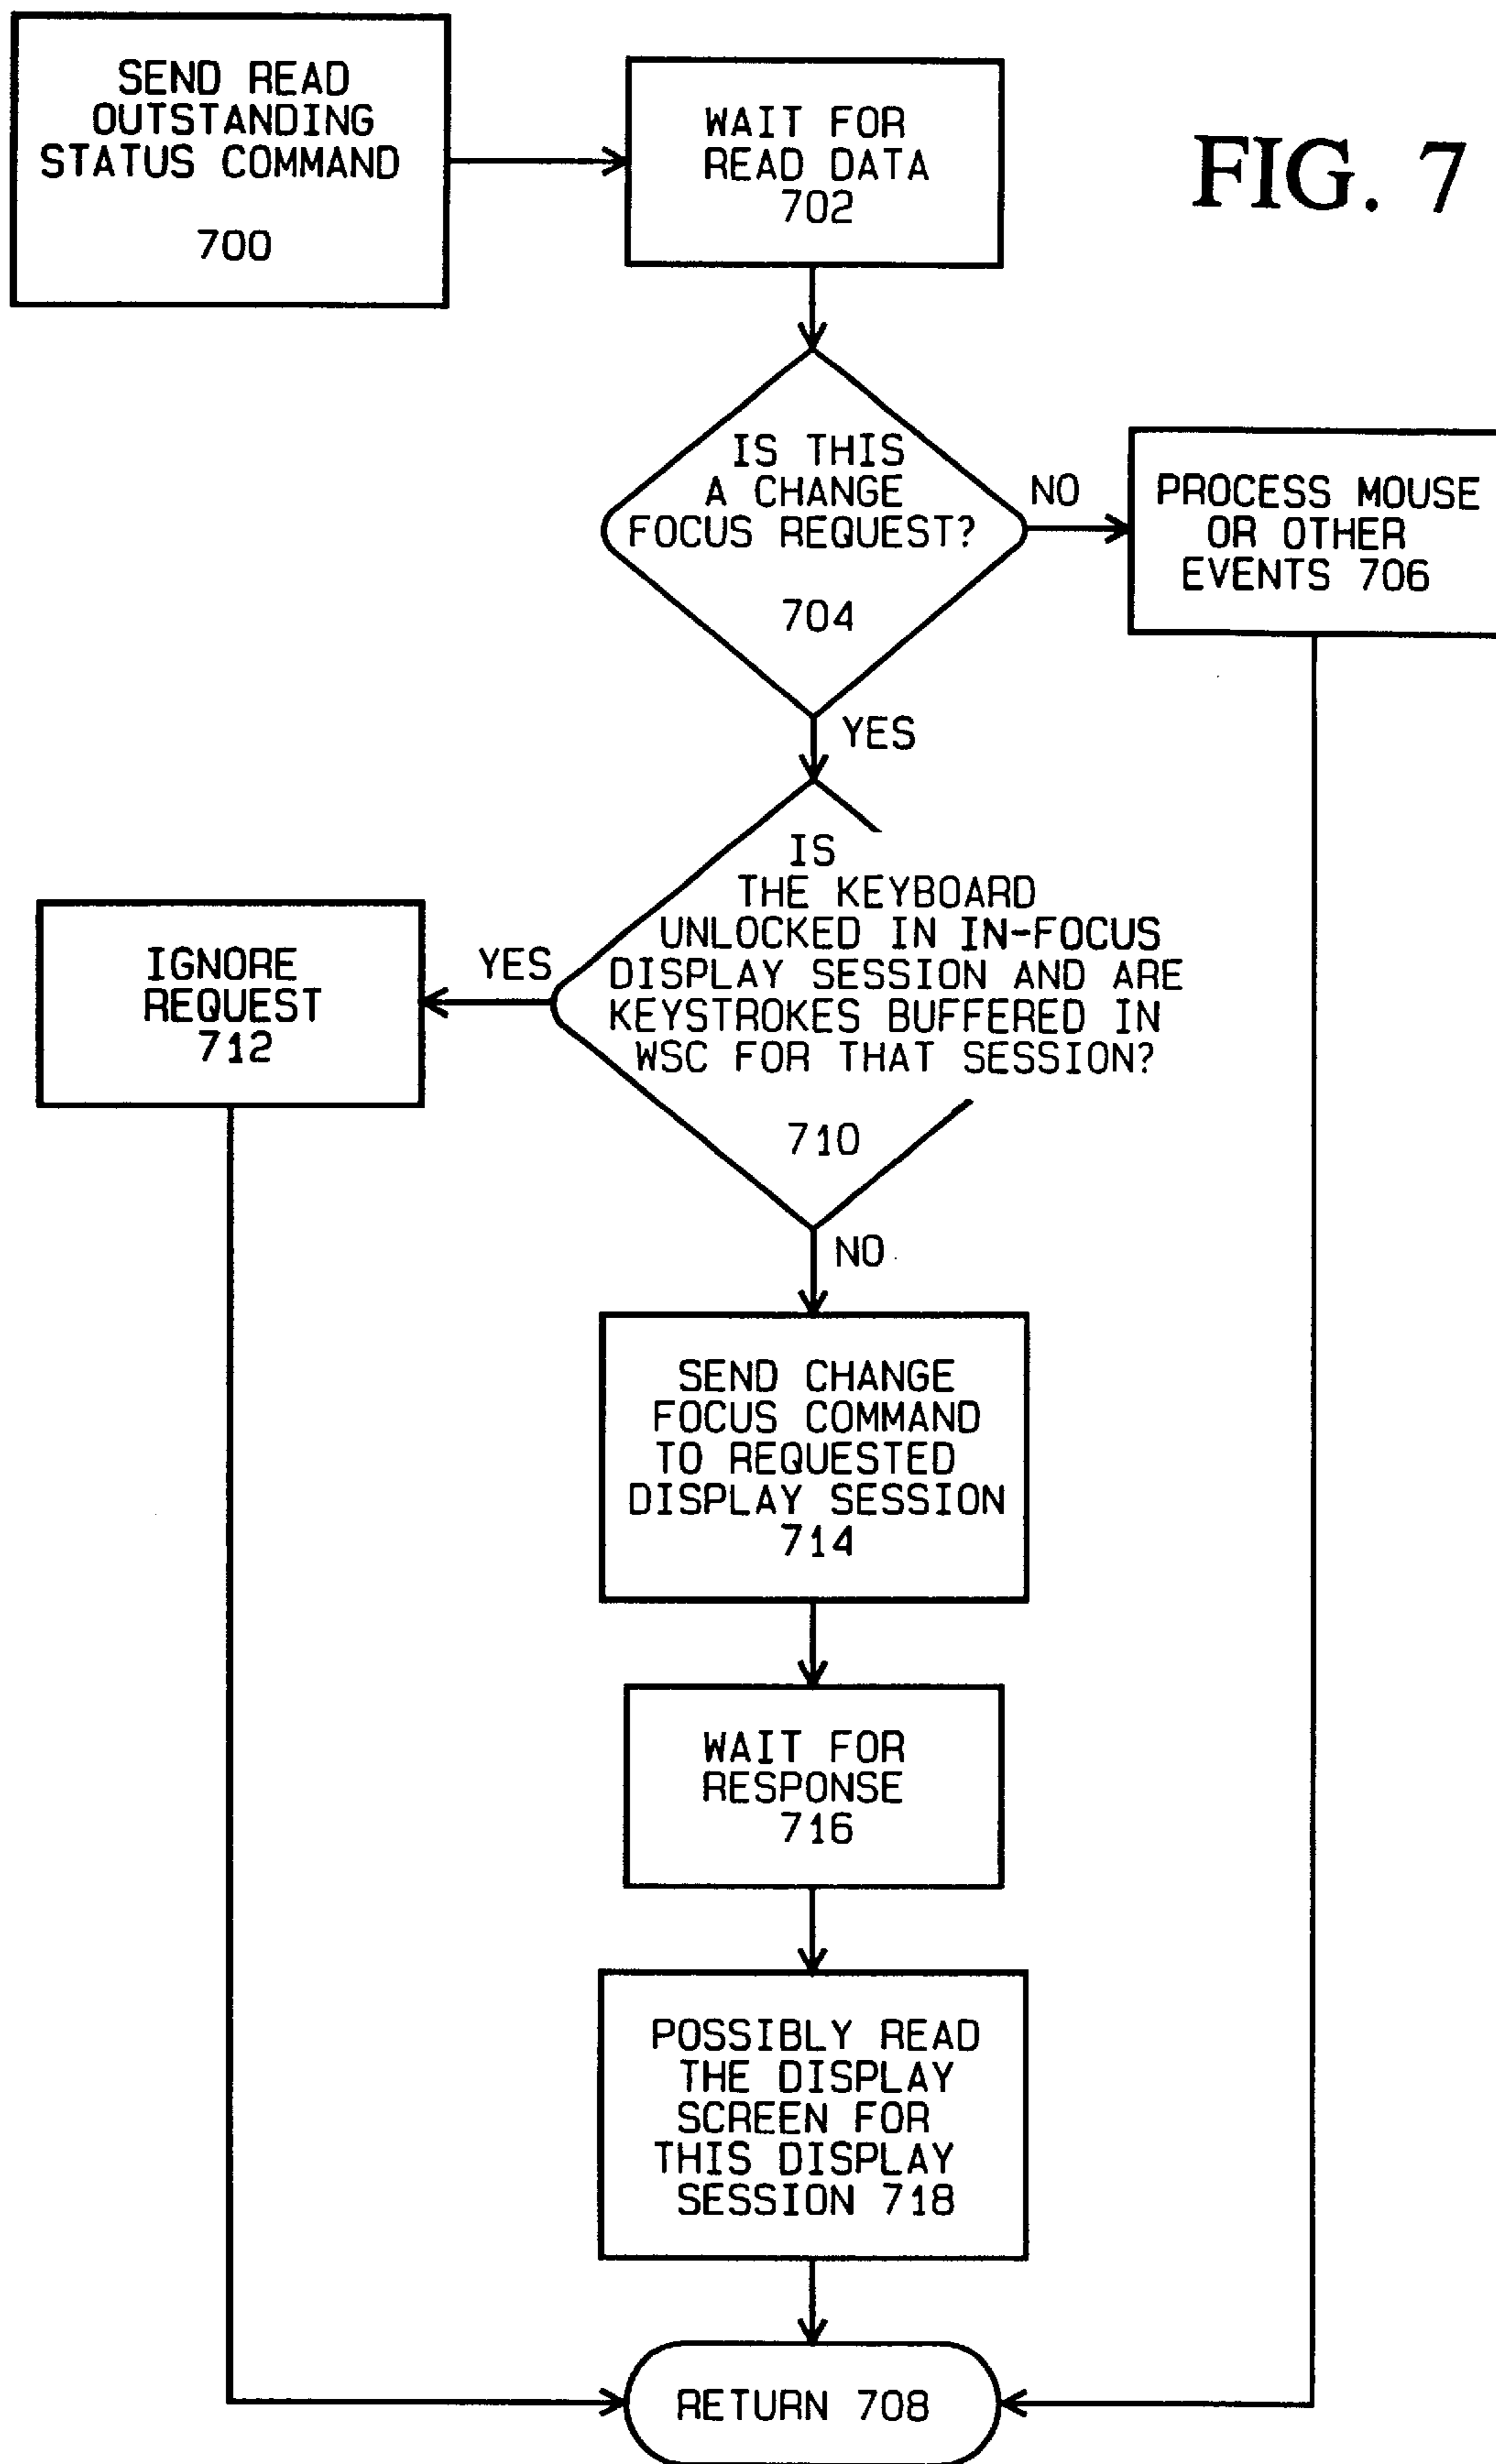 SEND READ
OUTSTANDING
STATUS COMMAND
700
WAIT FOR
READ DATA
702
FIG. 7
IS THIS
A CHANGE
FOCUS REQUEST?
704
NO
PROCESS MOUSE
OR OTHER
EVENTS 706
YES
IS
THE KEYBOARD
UNLOCKED IN IN-FOCUS
DISPLAY SESSION AND ARE
KEYSTROKES BUFFERED IN
WSC FOR THAT SESSION?
710
YES
IGNORE
REQUEST
712
NO
SEND CHANGE
FOCUS COMMAND
TO REQUESTED
DISPLAY SESSION
714
WAIT FOR
RESPONSE
716
POSSIBLY READ
THE DISPLAY
SCREEN FOR
THIS DISPLAY
SESSION 718
RETURN 708